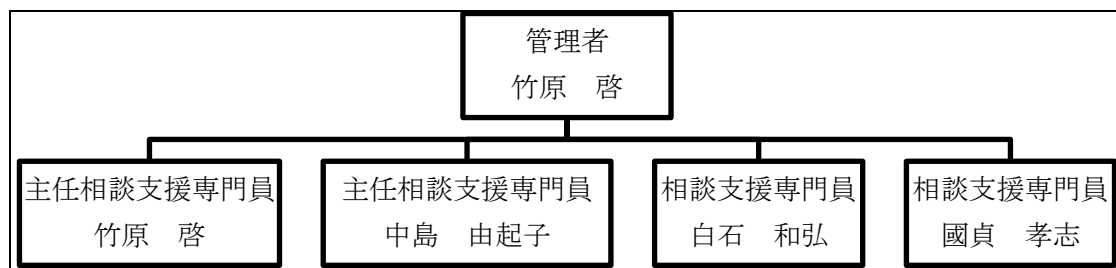 管理者
竹原　啓
主任相談支援専門員
竹原　啓
主任相談支援専門員
中島　由起子
相談支援専門員
白石　和弘
相談支援専門員
國貞　孝志